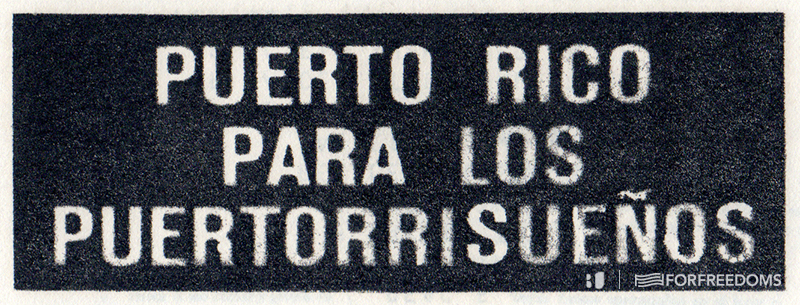 PUERTO RICO
PARA LOS
PUERTORRISUEÑOS
FORFREEDOMS